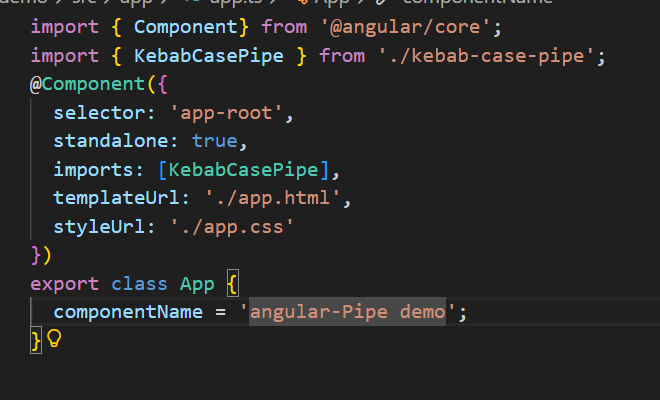 demo > src > app > app.ts > App > componentName
import { Component} from '@angular/core';
import { KebabCasePipe } from './kebab-case-pipe';
@Component({
selector: 'app-root',
standalone: true,
imports: [KebabCasePipe],
templateUrl: './app.html',
styleUrl: './app.css'
})
export class App {
componentName = 'angular-Pipe demo';
}